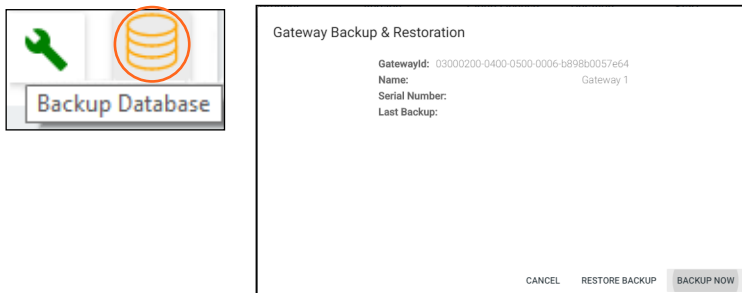 Backup Database
Gateway Backup & Restoration
GatewayId: 03000200-0400-0500-0006-b898b0057e64
Name: Gateway 1
Serial Number:
Last Backup:
CANCEL RESTORE BACKUP BACKUP NOW